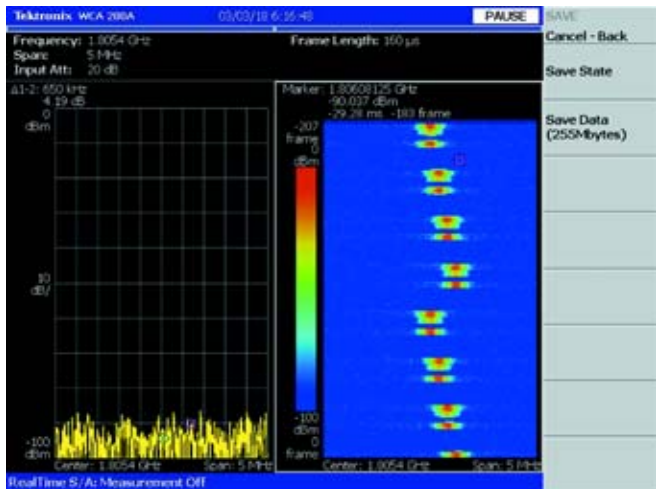 Tektronix WCA 280A 03/03/18 6:16:48 PAUSE
Frequency: 1.8054 GHz
Span: 5 MHz
Input Att: 20 dB
Frame Length: 160 µs
Δ1-2: 650 kHz
4.19 dB
0
dBm
10
dB/
-100
dBm
Center: 1.8054 GHz Span: 5 MHz
Marker: 1.80608125 GHz
-90.037 dBm
-29.28 ms -183 frame
-207
frame
0
dBm
-100
dBm
0
frame
Center: 1.8054 GHz Span: 5 MHz
RealTime S/A: Measurement Off
SAVE
Cancel - Back
Save State
Save Data
(255Mbytes)